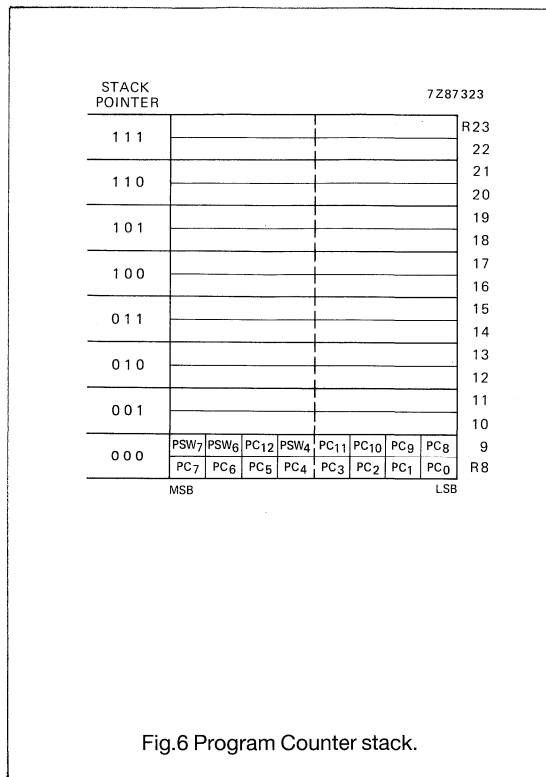 STACK
POINTER
7Z87323
111
R23
22
110
21
20
101
19
18
100
17
16
011
15
14
010
13
12
001
11
10
000
PSW7 PSW6 PC12 PSW4 PC11 PC10 PC9 PC8 9
PC7 PC6 PC5 PC4 PC3 PC2 PC1 PC0 R8
MSB LSB
Fig.6 Program Counter stack.